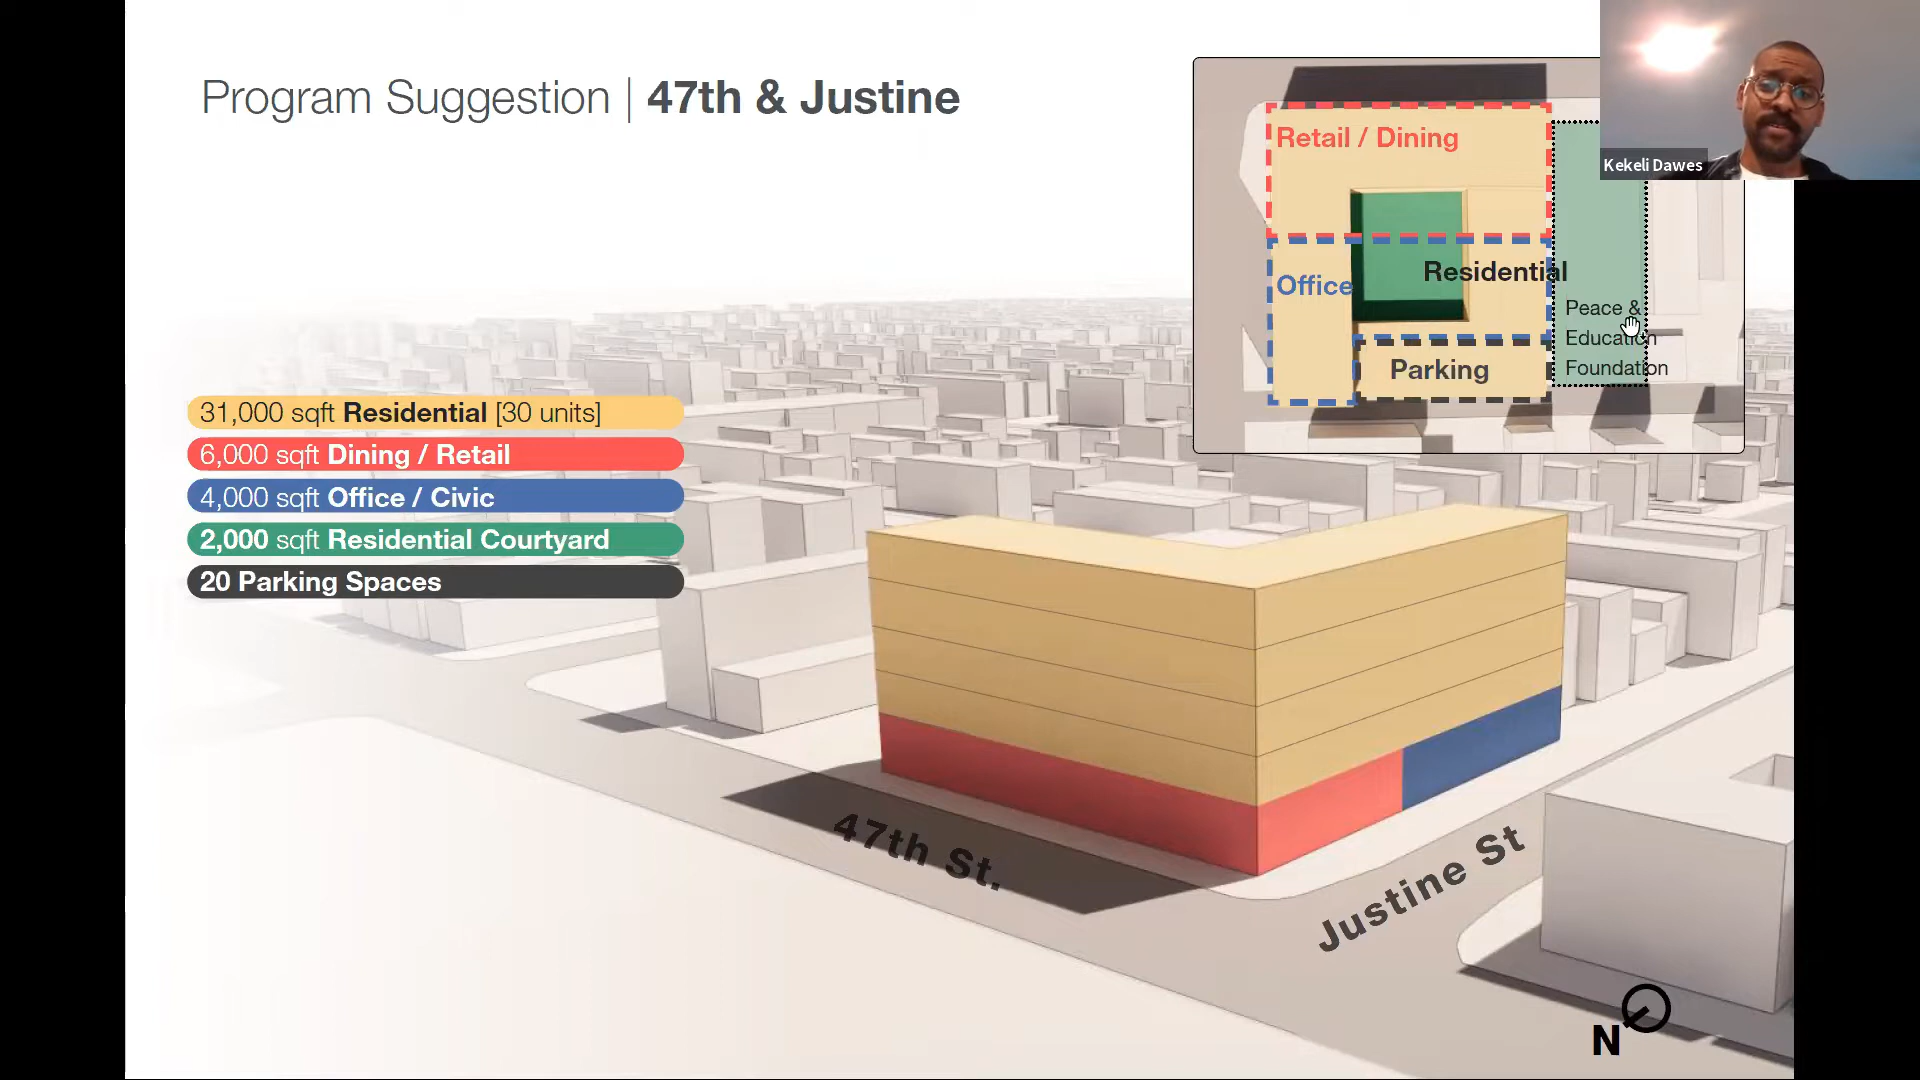 Program Suggestion | 47th & Justine
Kekeli Dawes
Retail / Dining
Office
Residential
Parking
Peace &
Education
Foundation
31,000 sqft Residential [30 units]
6,000 sqft Dining / Retail
4,000 sqft Office / Civic
2,000 sqft Residential Courtyard
20 Parking Spaces
47th St.
Justine St
N